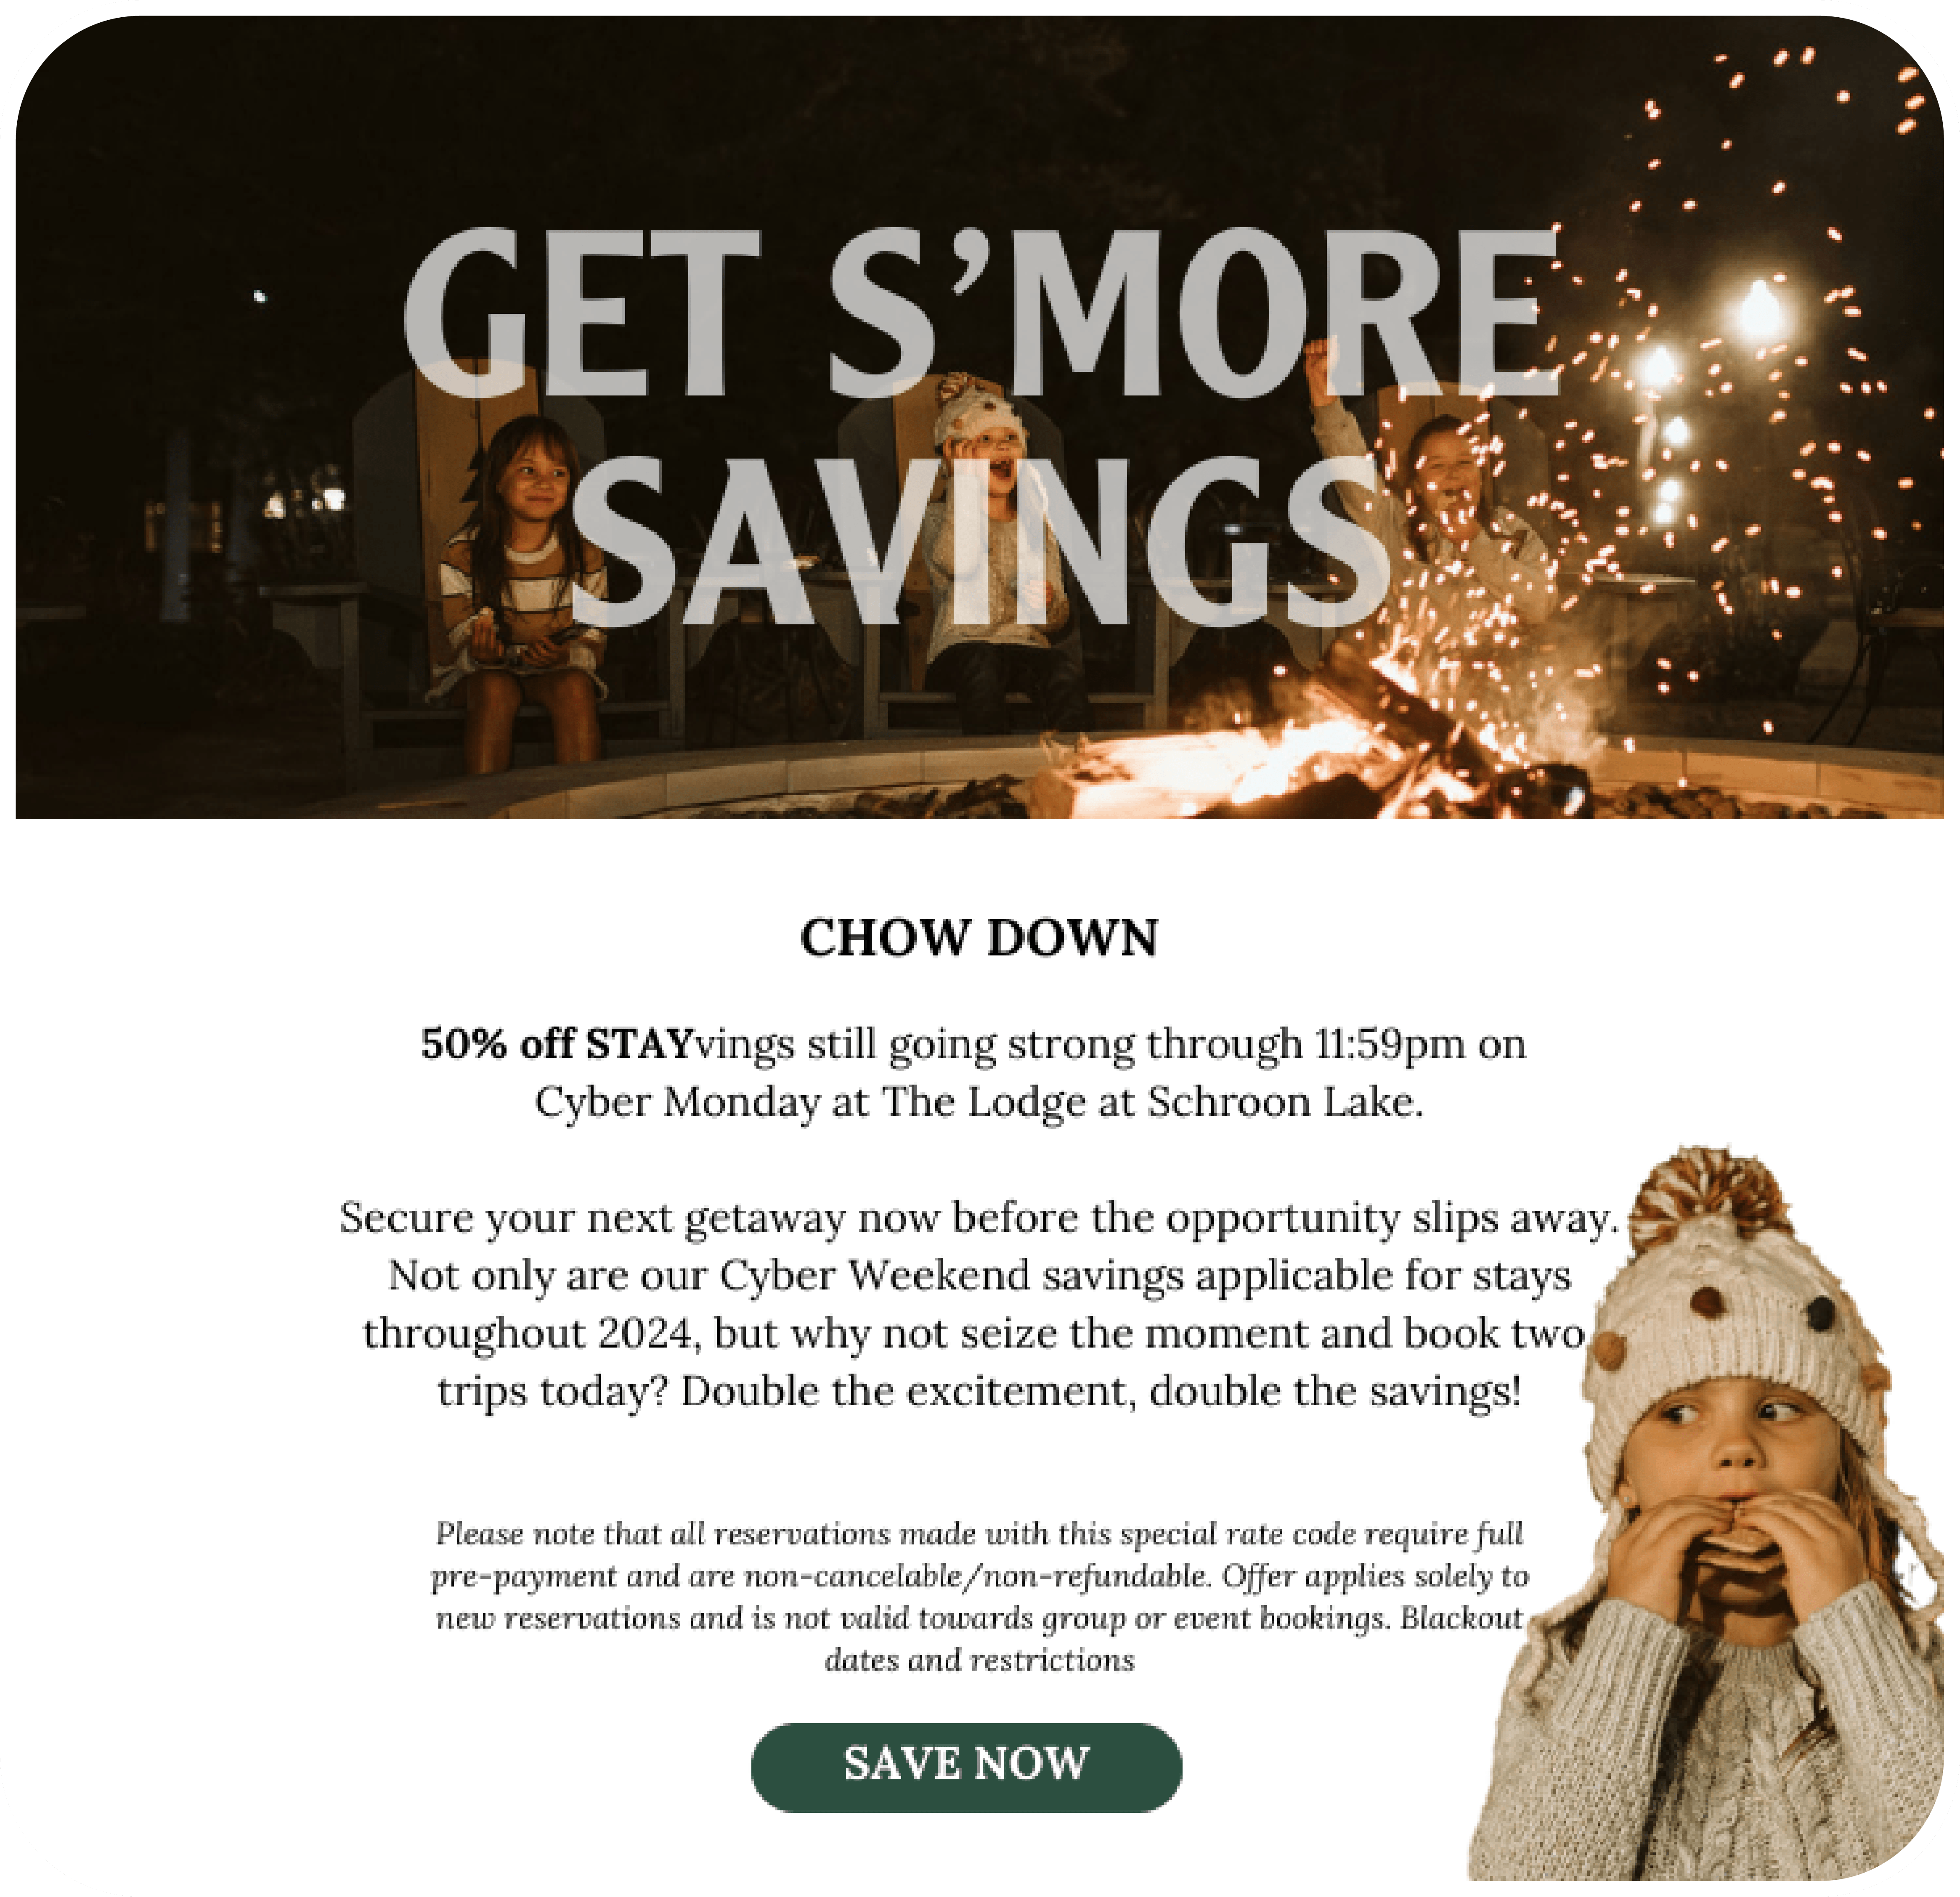 GET S’MORE
SAVINGS
CHOW DOWN
50% off STAYvings still going strong through 11:59pm on
Cyber Monday at The Lodge at Schroon Lake.
Secure your next getaway now before the opportunity slips away.
Not only are our Cyber Weekend savings applicable for stays
throughout 2024, but why not seize the moment and book two
trips today? Double the excitement, double the savings!
Please note that all reservations made with this special rate code require full
pre-payment and are non-cancelable/non-refundable. Offer applies solely to
new reservations and is not valid towards group or event bookings. Blackout
dates and restrictions
SAVE NOW